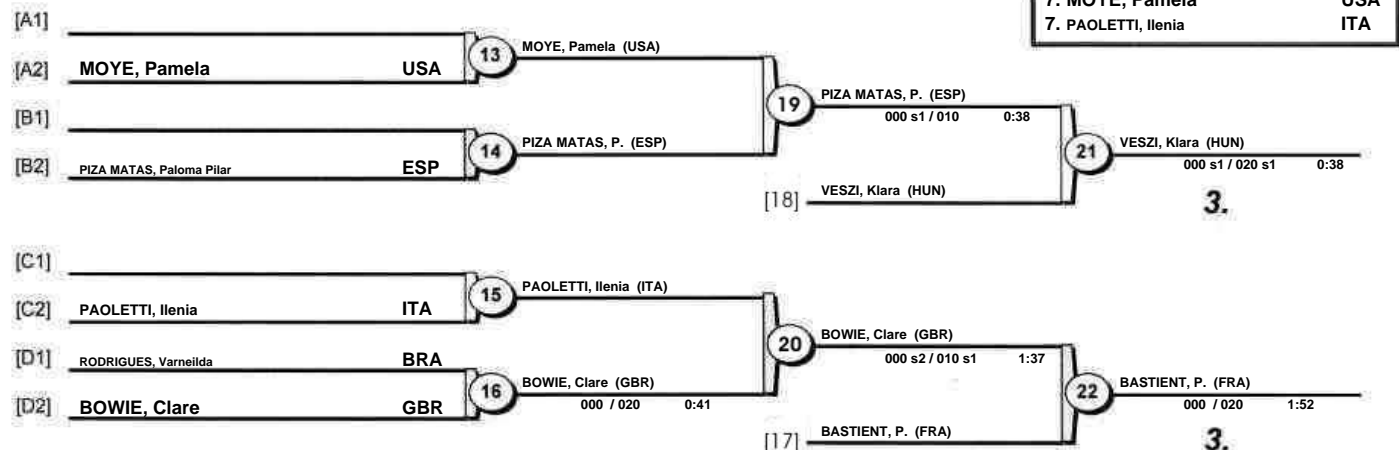 7. MOYE, Pamela USA
7. PAOLETTI, Ilenia ITA
[A1]
[A2] MOYE, Pamela USA
13
MOYE, Pamela (USA)
[B1]
[B2] PIZA MATAS, Paloma Pilar ESP
14
PIZA MATAS, P. (ESP)
19
PIZA MATAS, P. (ESP)
000 s1 / 010 0:38
[18] VESZI, Klara (HUN)
21
VESZI, Klara (HUN)
000 s1 / 020 s1 0:38
3.
[C1]
[C2] PAOLETTI, Ilenia ITA
15
PAOLETTI, Ilenia (ITA)
[D1] RODRIGUES, Varneilda BRA
[D2] BOWIE, Clare GBR
16
BOWIE, Clare (GBR)
000 / 020 0:41
20
BOWIE, Clare (GBR)
000 s2 / 010 s1 1:37
[17] BASTIENT, P. (FRA)
22
BASTIENT, P. (FRA)
000 / 020 1:52
3.